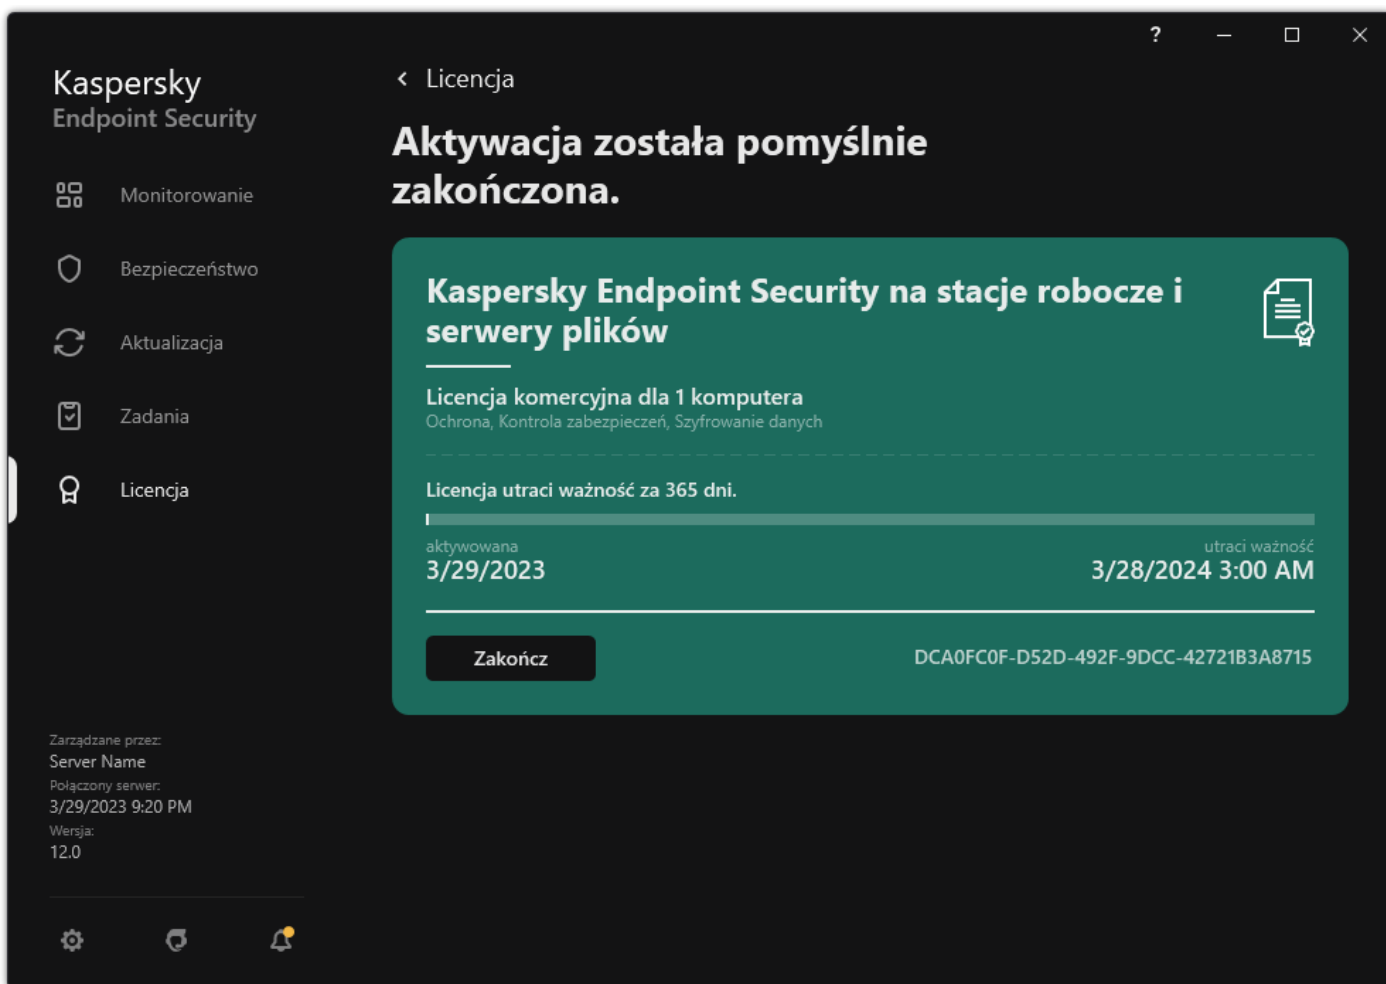 ?
Kaspersky
Endpoint Security
Monitorowanie
Bezpieczeństwo
Aktualizacja
Zadania
Licencja
Zarządzane przez:
Server Name
Połączony serwer:
3/29/2023 9:20 PM
Wersja:
12.0
Licencja
Aktywacja została pomyślnie
zakończona.
Kaspersky Endpoint Security na stacje robocze i
serwery plików
Licencja komercyjna dla 1 komputera
Ochrona, Kontrola zabezpieczeń, Szyfrowanie danych
Licencja utraci ważność za 365 dni.
aktywowana
3/29/2023
utraci ważność
3/28/2024 3:00 AM
Zakończ
DCA0FC0F-D52D-492F-9DCC-42721B3A8715